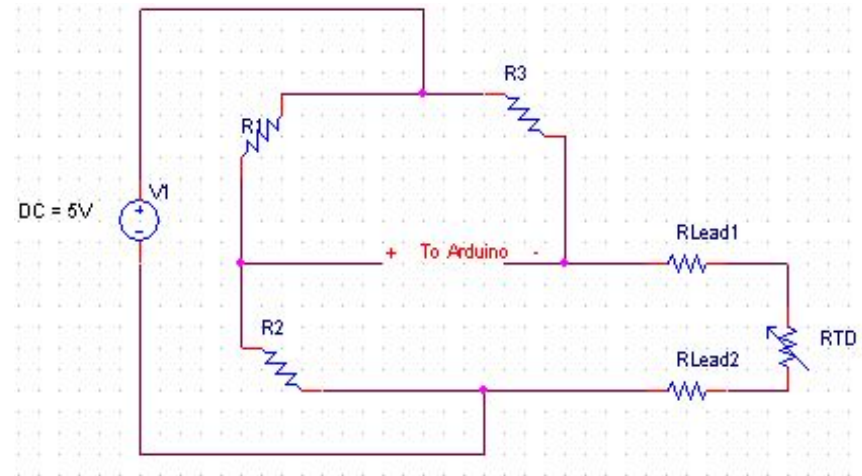 R3
R1
V1
DC = 5V
+ To Arduino -
RLead1
R2
RTD
RLead2